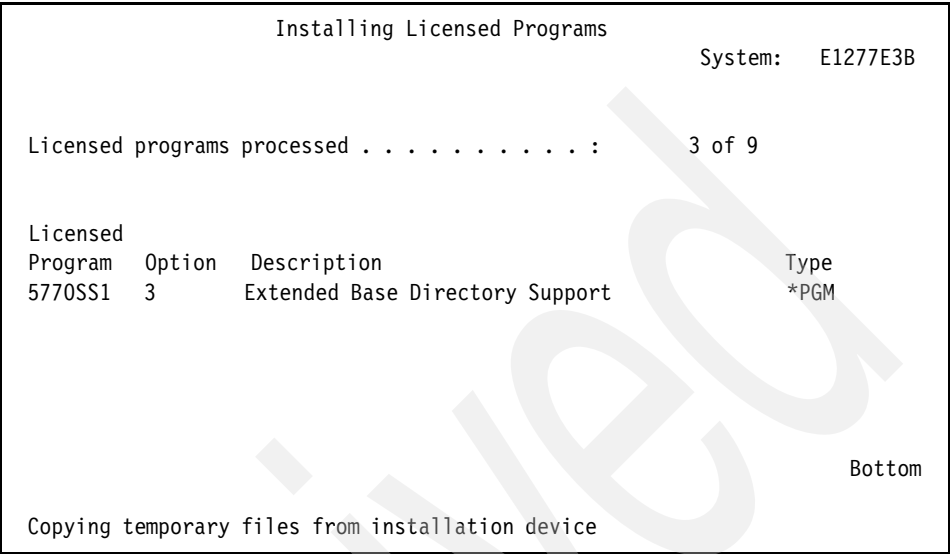 Installing Licensed Programs
System: E1277E3B
Licensed programs processed . . . . . . . . . . . : 3 of 9
Licensed
Program Option Description Type
5770SS1 3 Extended Base Directory Support *PGM
Bottom
Copying temporary files from installation device